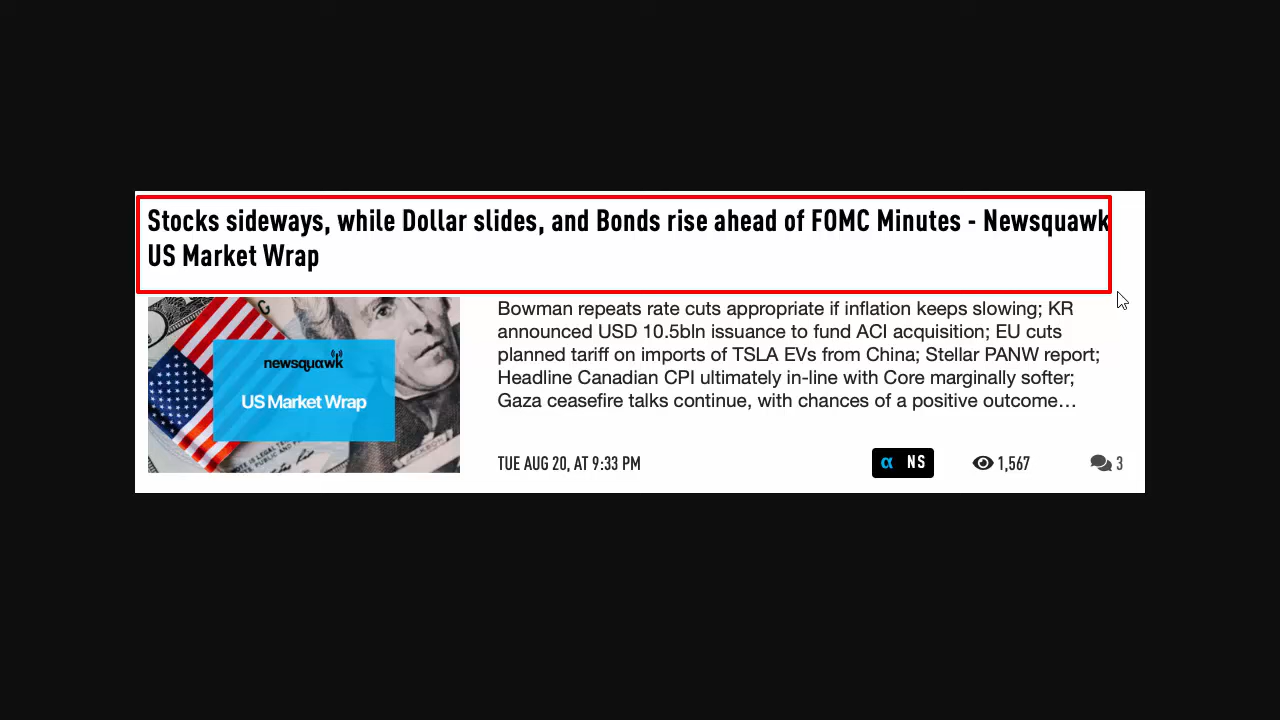 Stocks sideways, while Dollar slides, and Bonds rise ahead of FOMC Minutes - Newsquawk
US Market Wrap
Bowman repeats rate cuts appropriate if inflation keeps slowing; KR
announced USD 10.5bln issuance to fund ACI acquisition; EU cuts
planned tariff on imports of TSLA EVs from China; Stellar PANW report;
Headline Canadian CPI ultimately in-line with Core marginally softer;
Gaza ceasefire talks continue, with chances of a positive outcome…
newsquawk
US Market Wrap
TUE AUG 20, AT 9:33 PM
α NS
1,567
3